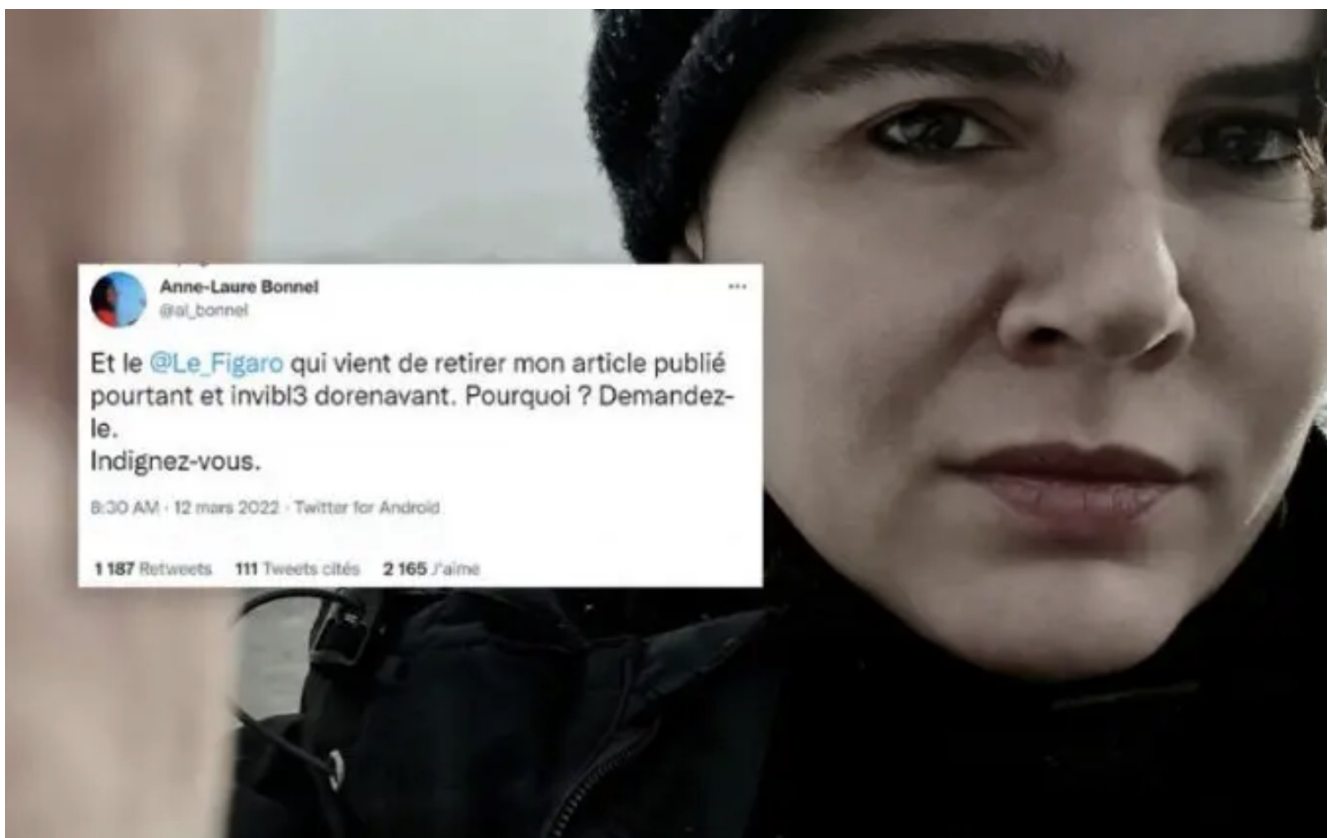 Anne-Laure Bonnel
@al_bonnel
Et le @Le_Figaro qui vient de retirer mon article publié
pourtant et invibl3 dorenavant. Pourquoi ? Demandez-
le.
Indignez-vous.
8:30 AM · 12 mars 2022 · Twitter for Android
1 187 Retweets 111 Tweets cités 2 165 J'aime